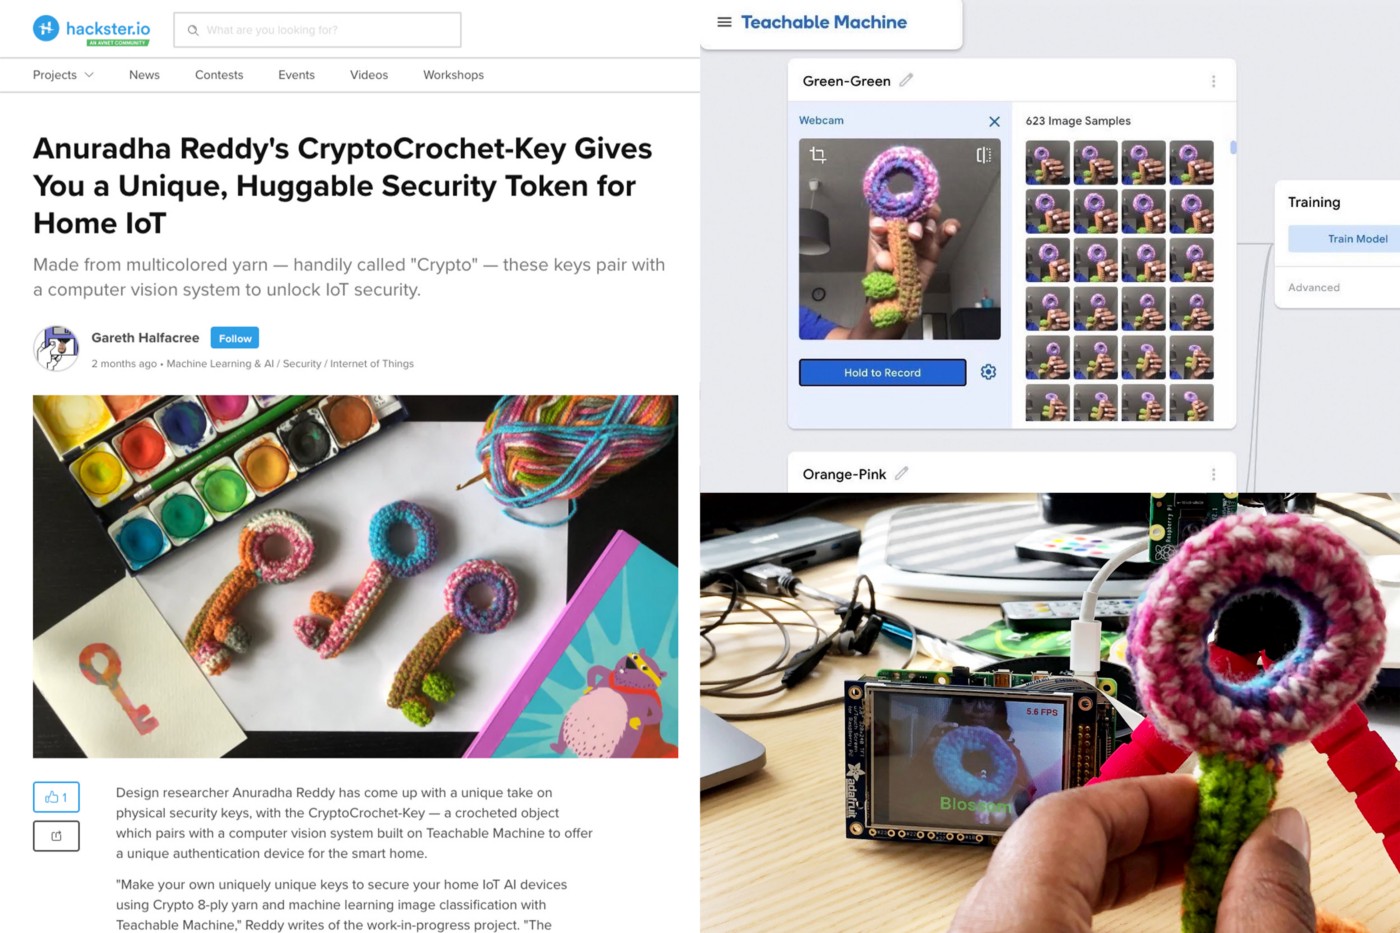 hackster.io
AN AVNET COMMUNITY
What are you looking for?
Projects
News
Contests
Events
Videos
Workshops
Anuradha Reddy's CryptoCrochet-Key Gives
You a Unique, Huggable Security Token for
Home IoT
Made from multicolored yarn — handily called "Crypto" — these keys pair with
a computer vision system to unlock IoT security.
Gareth Halfacree
Follow
2 months ago • Machine Learning & AI / Security / Internet of Things
1
Design researcher Anuradha Reddy has come up with a unique take on
physical security keys, with the CryptoCrochet-Key — a crocheted object
which pairs with a computer vision system built on Teachable Machine to offer
a unique authentication device for the smart home.
"Make your own uniquely unique keys to secure your home IoT AI devices
using Crypto 8-ply yarn and machine learning image classification with
Teachable Machine," Reddy writes of the work-in-progress project. "The
Teachable Machine
Green-Green
Webcam
623 Image Samples
Hold to Record
Training
Train Model
Advanced
Orange-Pink
Raspberry Pi
5.6 FPS
Blossom
adafruit